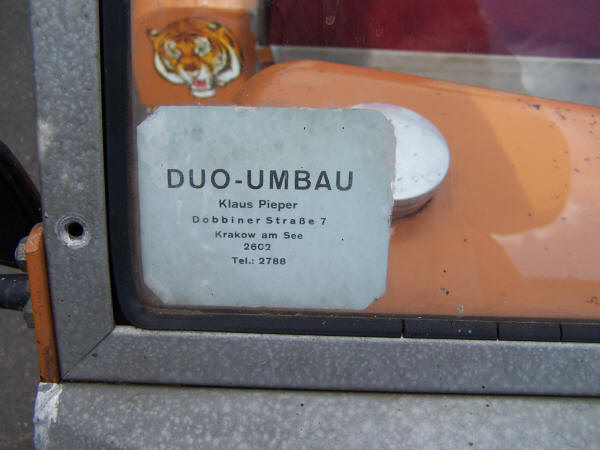 DUO-UMBAU
Klaus Pieper
Dobbiner Straße 7
Krakow am See
2602
Tel.: 2788